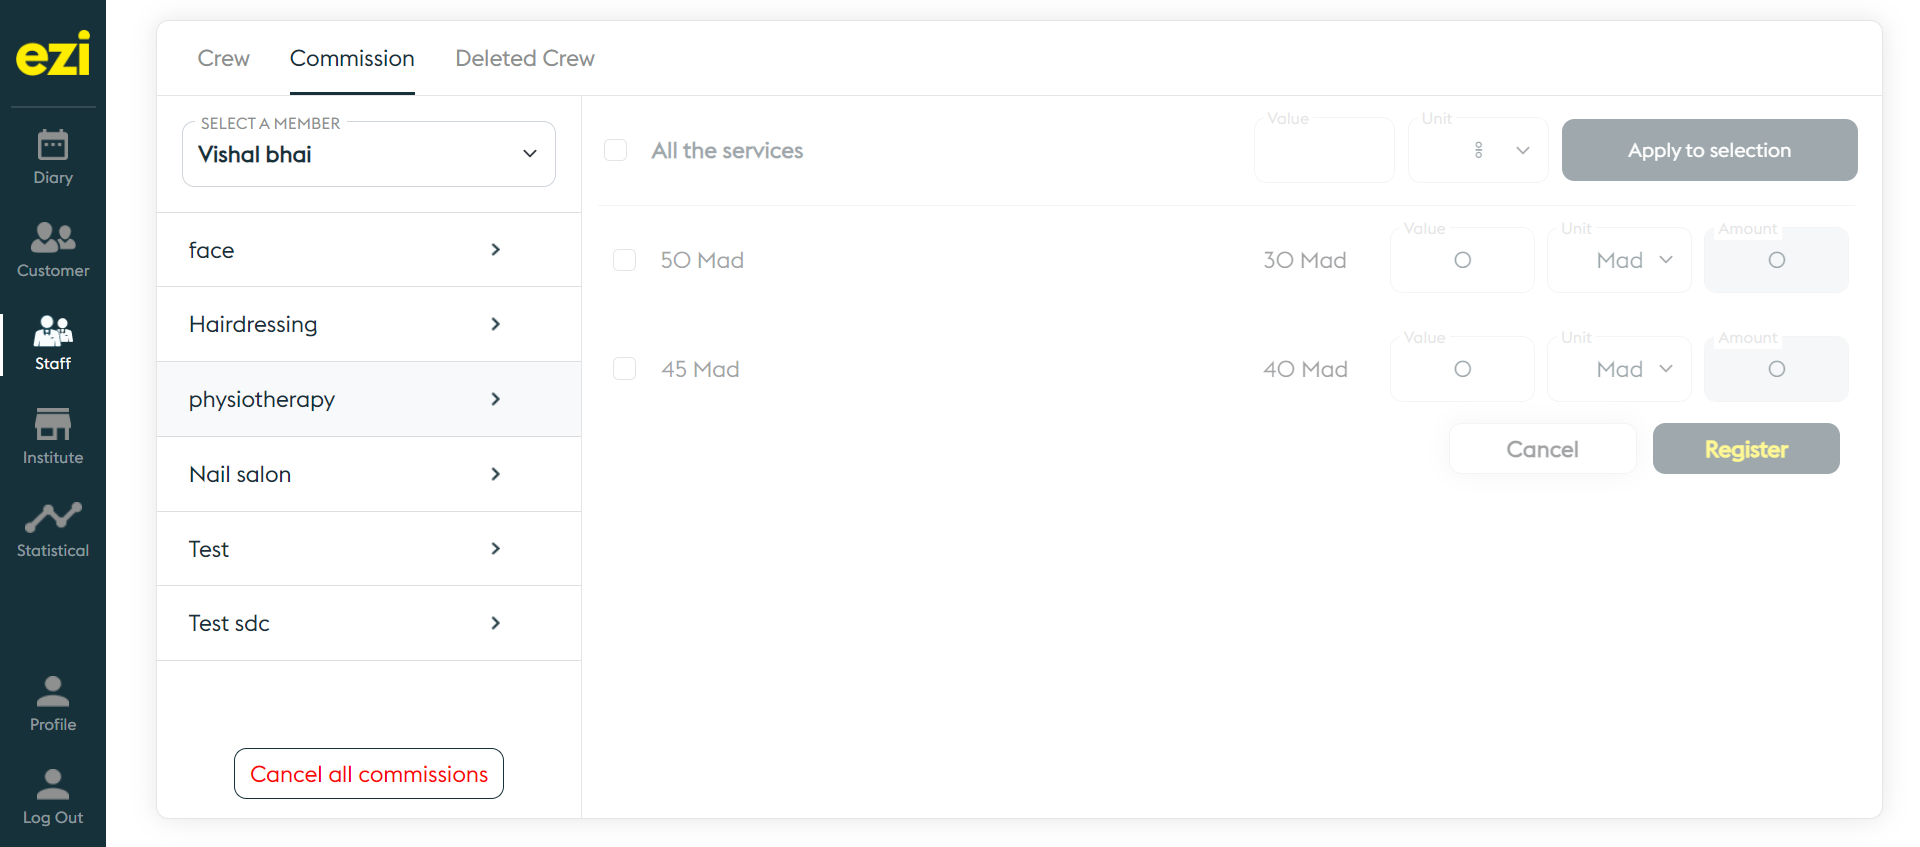 ezi
Diary
Customer
Staff
Institute
Statistical
Profile
Log Out
Crew Commission Deleted Crew
SELECT A MEMBER
Vishal bhai
face
Hairdressing
physiotherapy
Nail salon
Test
Test sdc
Cancel all commissions
Value Unit
All the services % Apply to selection
Value Unit Amount
50 Mad 30 Mad 0 Mad 0
Value Unit Amount
45 Mad 40 Mad 0 Mad 0
Cancel Register